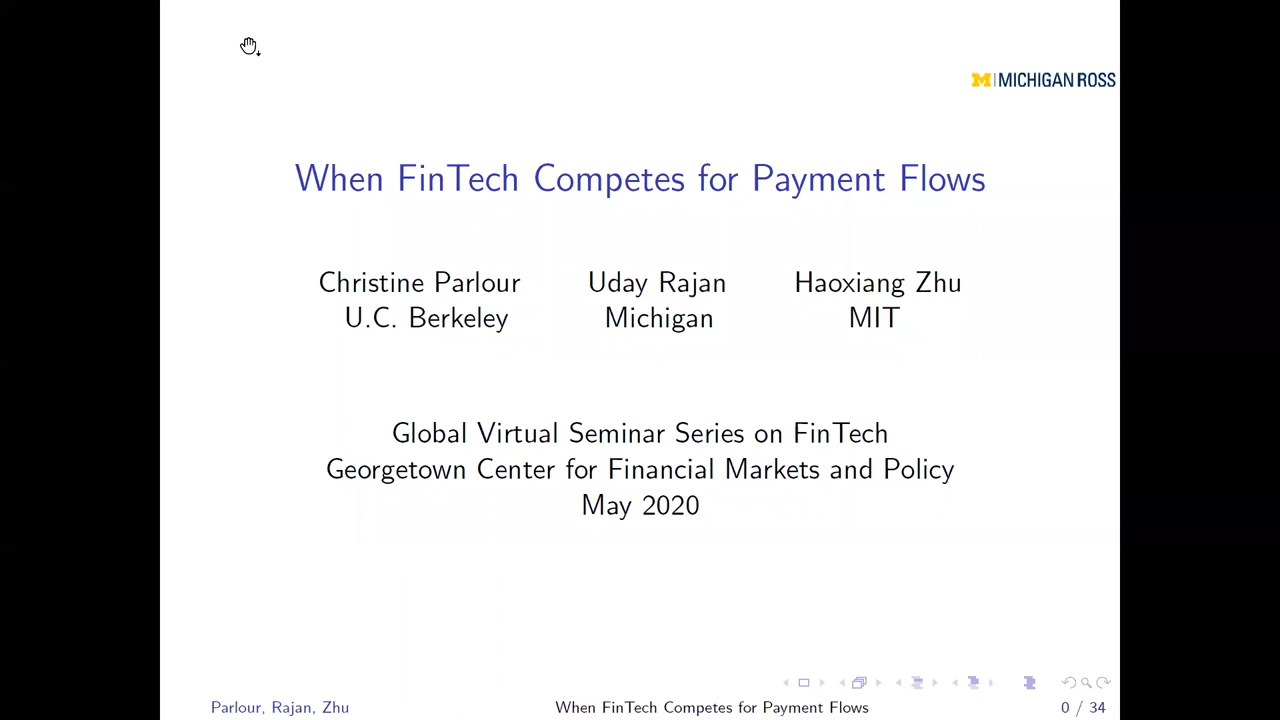 M | MICHIGAN ROSS
When FinTech Competes for Payment Flows
Christine Parlour Uday Rajan Haoxiang Zhu
U.C. Berkeley Michigan MIT
Global Virtual Seminar Series on FinTech
Georgetown Center for Financial Markets and Policy
May 2020
Parlour, Rajan, Zhu When FinTech Competes for Payment Flows 0 / 34